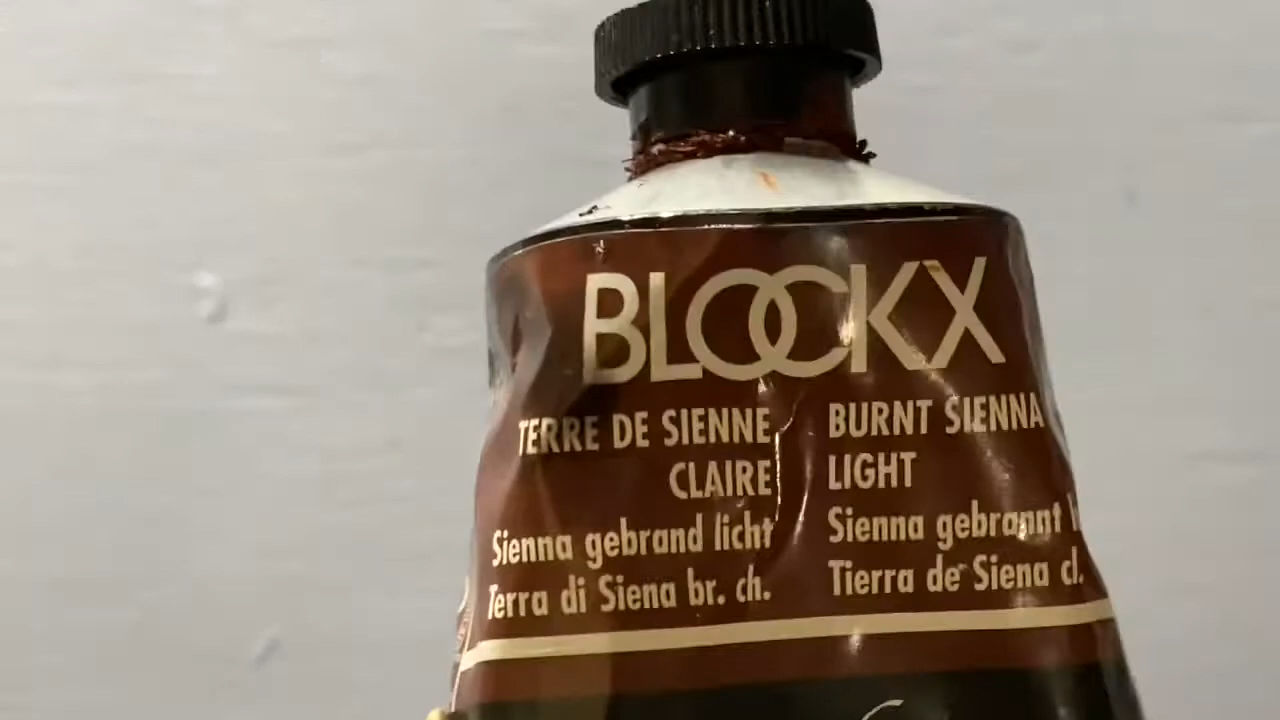 BLOCKX
TERRE DE SIENNE
CLAIRE
Sienna gebrand licht
Terra di Siena br. ch.
BURNT SIENNA
LIGHT
Sienna gebrannt
Tierra de Siena cl.